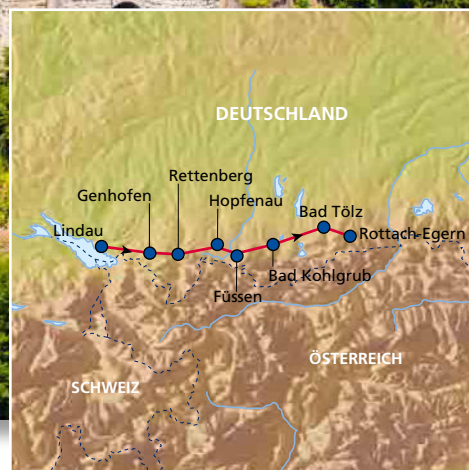 DEUTSCHLAND
Rettenberg
Genhofen
Hopfenau
Lindau
Bad Tölz
Rottach-Egern
Bad Kohlgrub
Füssen
ÖSTERREICH
SCHWEIZ